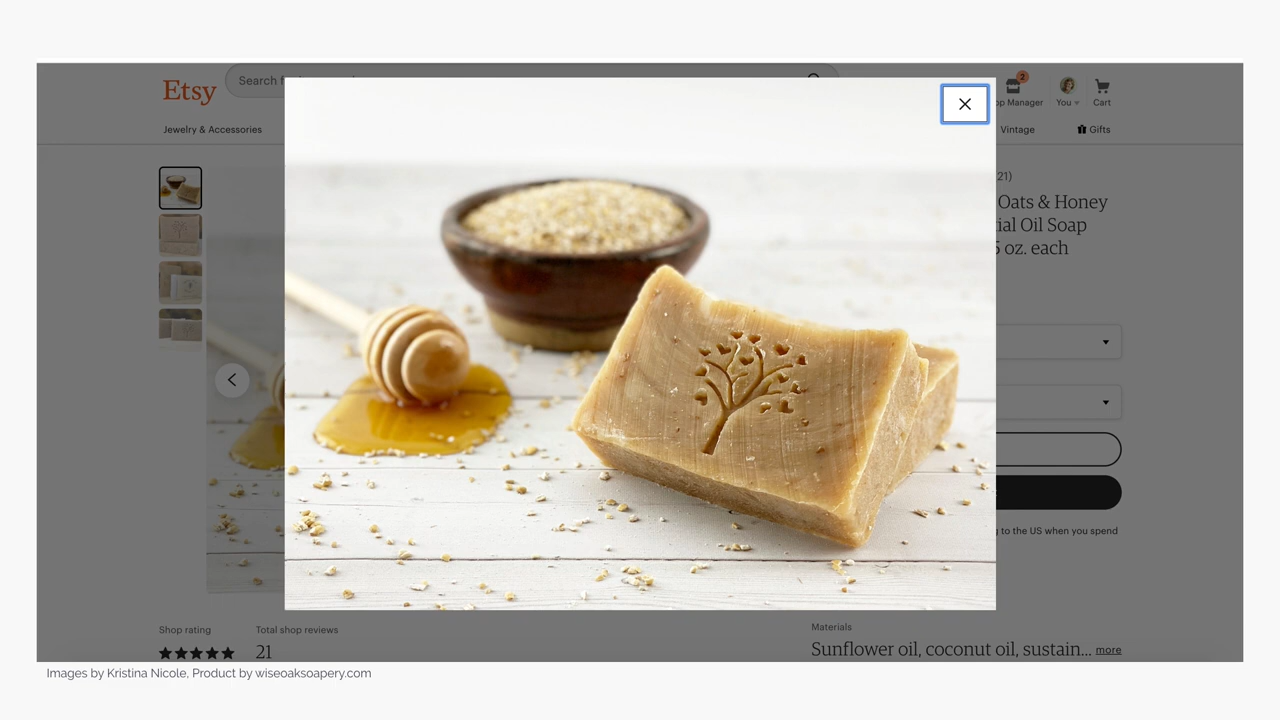 Etsy
Search f
2
p Manager
You
Cart
Jewelry & Accessories
Vintage
Gifts
21)
Oats & Honey
ial Oil Soap
5 oz. each
g to the US when you spend
Shop rating
Total shop reviews
21
Materials
Sunflower oil, coconut oil, sustain... more
Images by Kristina Nicole, Product by wiseoaksoapery.com